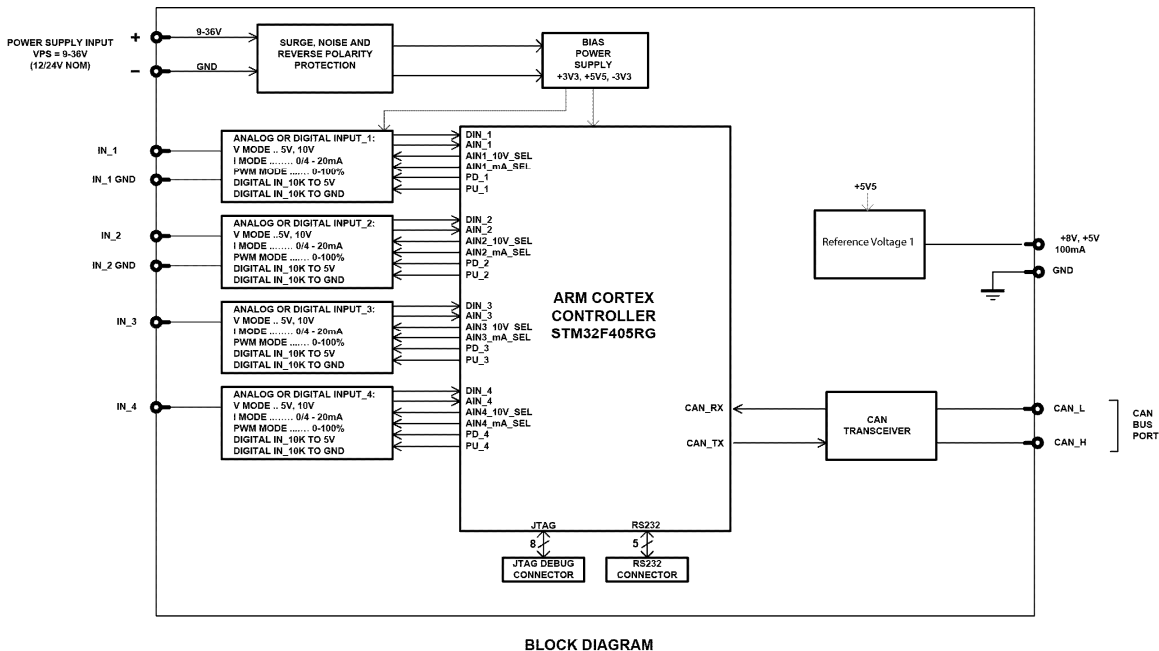 POWER SUPPLY INPUT
VPS = 9-36V
(12/24V NOM)
+
−
9-36V
GND
SURGE, NOISE AND
REVERSE POLARITY
PROTECTION
BIAS
POWER
SUPPLY
+3V3, +5V5, -3V3
IN_1
IN_1 GND
ANALOG OR DIGITAL INPUT_1:
V MODE .. 5V, 10V
I MODE ........ 0/4 - 20mA
PWM MODE ....... 0-100%
DIGITAL IN_10K TO 5V
DIGITAL IN_10K TO GND
DIN_1
AIN_1
AIN1_10V_SEL
AIN1_mA_SEL
PD_1
PU_1
IN_2
IN_2 GND
ANALOG OR DIGITAL INPUT_2:
V MODE ..5V, 10V
I MODE ........ 0/4 - 20mA
PWM MODE ....... 0-100%
DIGITAL IN_10K TO 5V
DIGITAL IN_10K TO GND
DIN_2
AIN_2
AIN2_10V_SEL
AIN2_mA_SEL
PD_2
PU_2
IN_3
ANALOG OR DIGITAL INPUT_3:
V MODE .. 5V, 10V
I MODE ........ 0/4 - 20mA
PWM MODE ....... 0-100%
DIGITAL IN_10K TO 5V
DIGITAL IN_10K TO GND
DIN_3
AIN_3
AIN3_10V_SEL
AIN3_mA_SEL
PD_3
PU_3
IN_4
ANALOG OR DIGITAL INPUT_4:
V MODE .. 5V, 10V
I MODE ........ 0/4 - 20mA
PWM MODE ....... 0-100%
DIGITAL IN_10K TO 5V
DIGITAL IN_10K TO GND
DIN_4
AIN_4
AIN4_10V_SEL
AIN4_mA_SEL
PD_4
PU_4
ARM CORTEX
CONTROLLER
STM32F405RG
+5V5
Reference Voltage 1
+8V, +5V
100mA
GND
CAN_RX
CAN_TX
CAN
TRANSCEIVER
CAN_L
CAN_H
CAN
BUS
PORT
JTAG
RS232
8
5
JTAG DEBUG
CONNECTOR
RS232
CONNECTOR
BLOCK DIAGRAM